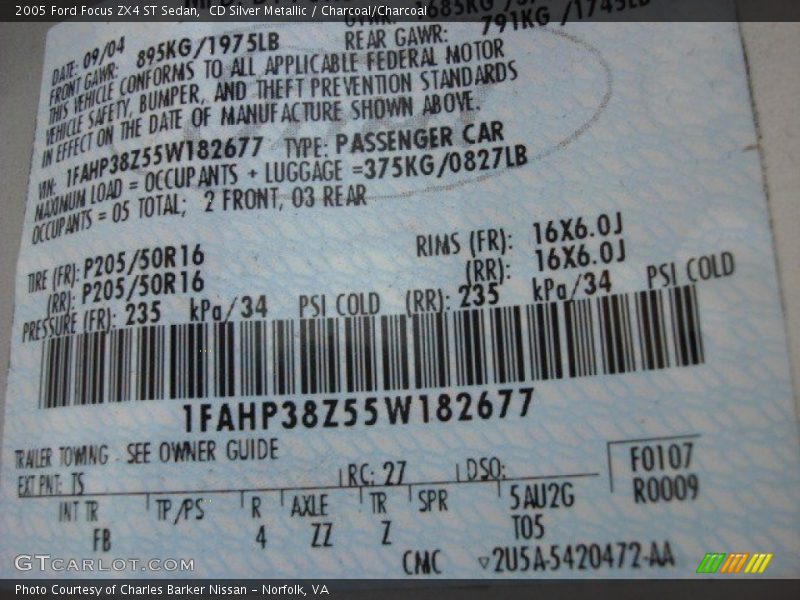 2005 Ford Focus ZX4 ST Sedan, CD Silver Metallic / Charcoal/Charcoal
DATE: 09/04
FRONT GAWR: 895KG/1975LB REAR GAWR: 791KG /1745LB
THIS VEHICLE CONFORMS TO ALL APPLICABLE FEDERAL MOTOR
VEHICLE SAFETY, BUMPER, AND THEFT PREVENTION STANDARDS
IN EFFECT ON THE DATE OF MANUFACTURE SHOWN ABOVE.
VIN: 1FAHP38Z55W182677 TYPE: PASSENGER CAR
MAXIMUM LOAD = OCCUPANTS + LUGGAGE =375KG/0827LB
OCCUPANTS = 05 TOTAL; 2 FRONT, 03 REAR
TIRE (FR): P205/50R16 RIMS (FR): 16X6.0J
(RR): P205/50R16 (RR): 16X6.0J
PRESSURE (FR): 235 kPa/34 PSI COLD (RR): 235 kPa/34 PSI COLD
1FAHP38Z55W182677
TRAILER TOWING - SEE OWNER GUIDE
EXT PNT: TS RC: 27 DSO: F0107
INT TR TP/PS R AXLE TR SPR 5AU2G R0009
FB 4 ZZ Z T05
CMC ▽2U5A-5420472-AA
GTCARLOT.COM
Photo Courtesy of Charles Barker Nissan – Norfolk, VA